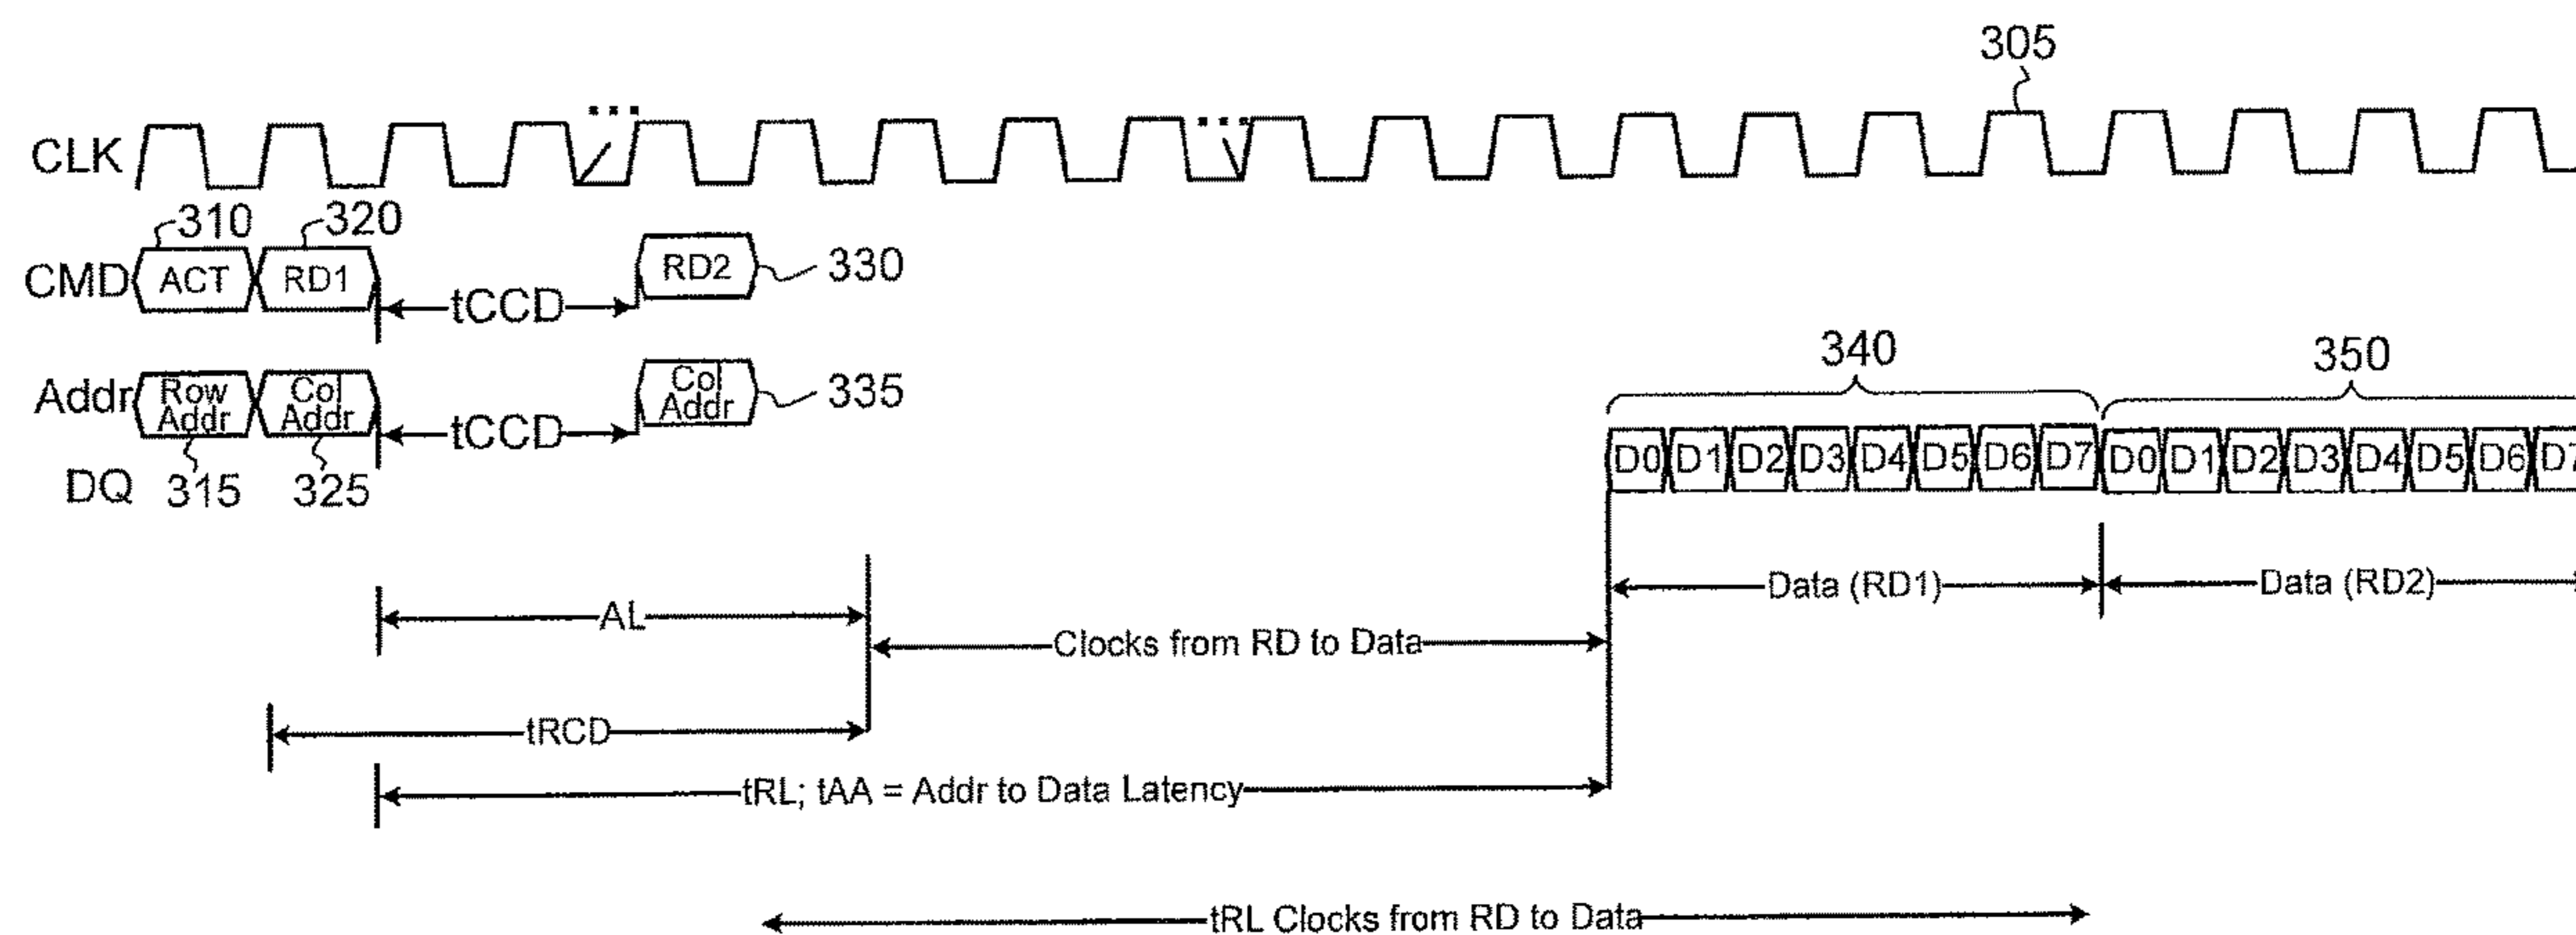 305
...
...
CLK
310
320
CMD
ACT
RD1
tCCD
RD2
330
Addr
Row Addr
Col Addr
tCCD
Col Addr
335
340
350
DQ
315
325
D0 D1 D2 D3 D4 D5 D6 D7 D0 D1 D2 D3 D4 D5 D6 D7
Data (RD1)
Data (RD2)
AL
Clocks from RD to Data
tRCD
tRL; tAA = Addr to Data Latency
tRL Clocks from RD to Data